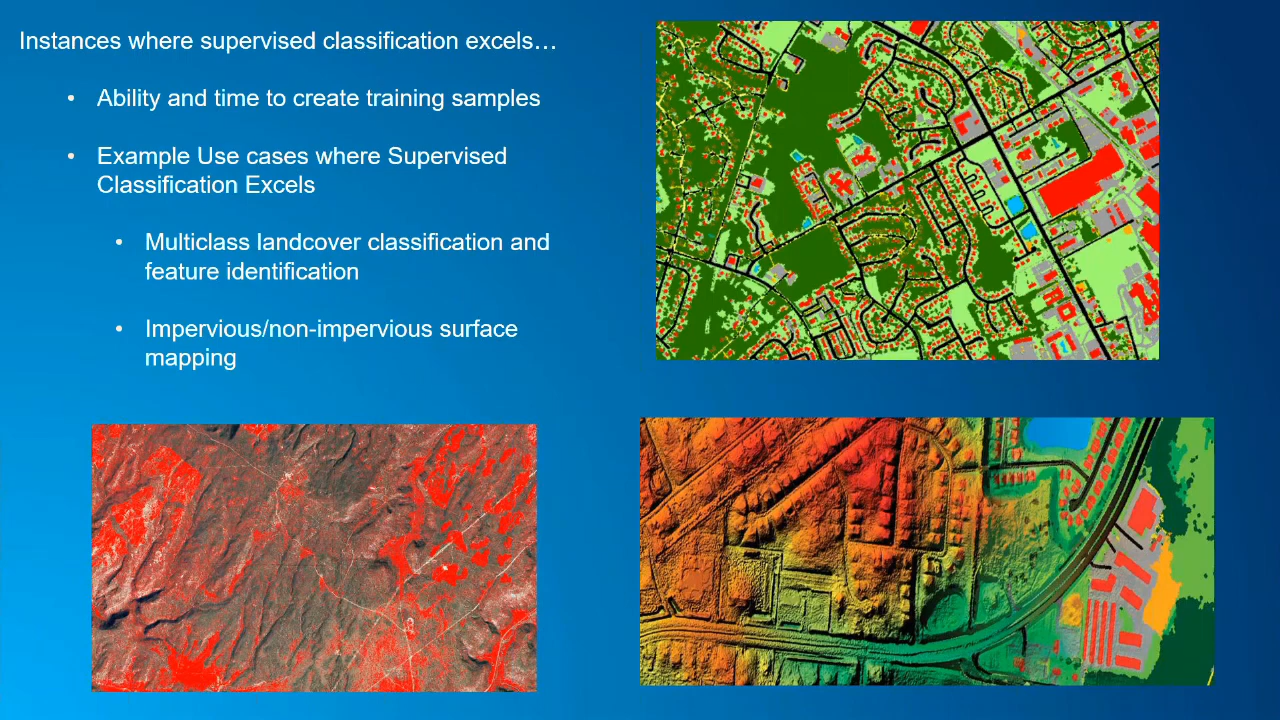 Instances where supervised classification excels…
• Ability and time to create training samples
• Example Use cases where Supervised
Classification Excels
• Multiclass landcover classification and
feature identification
• Impervious/non-impervious surface
mapping